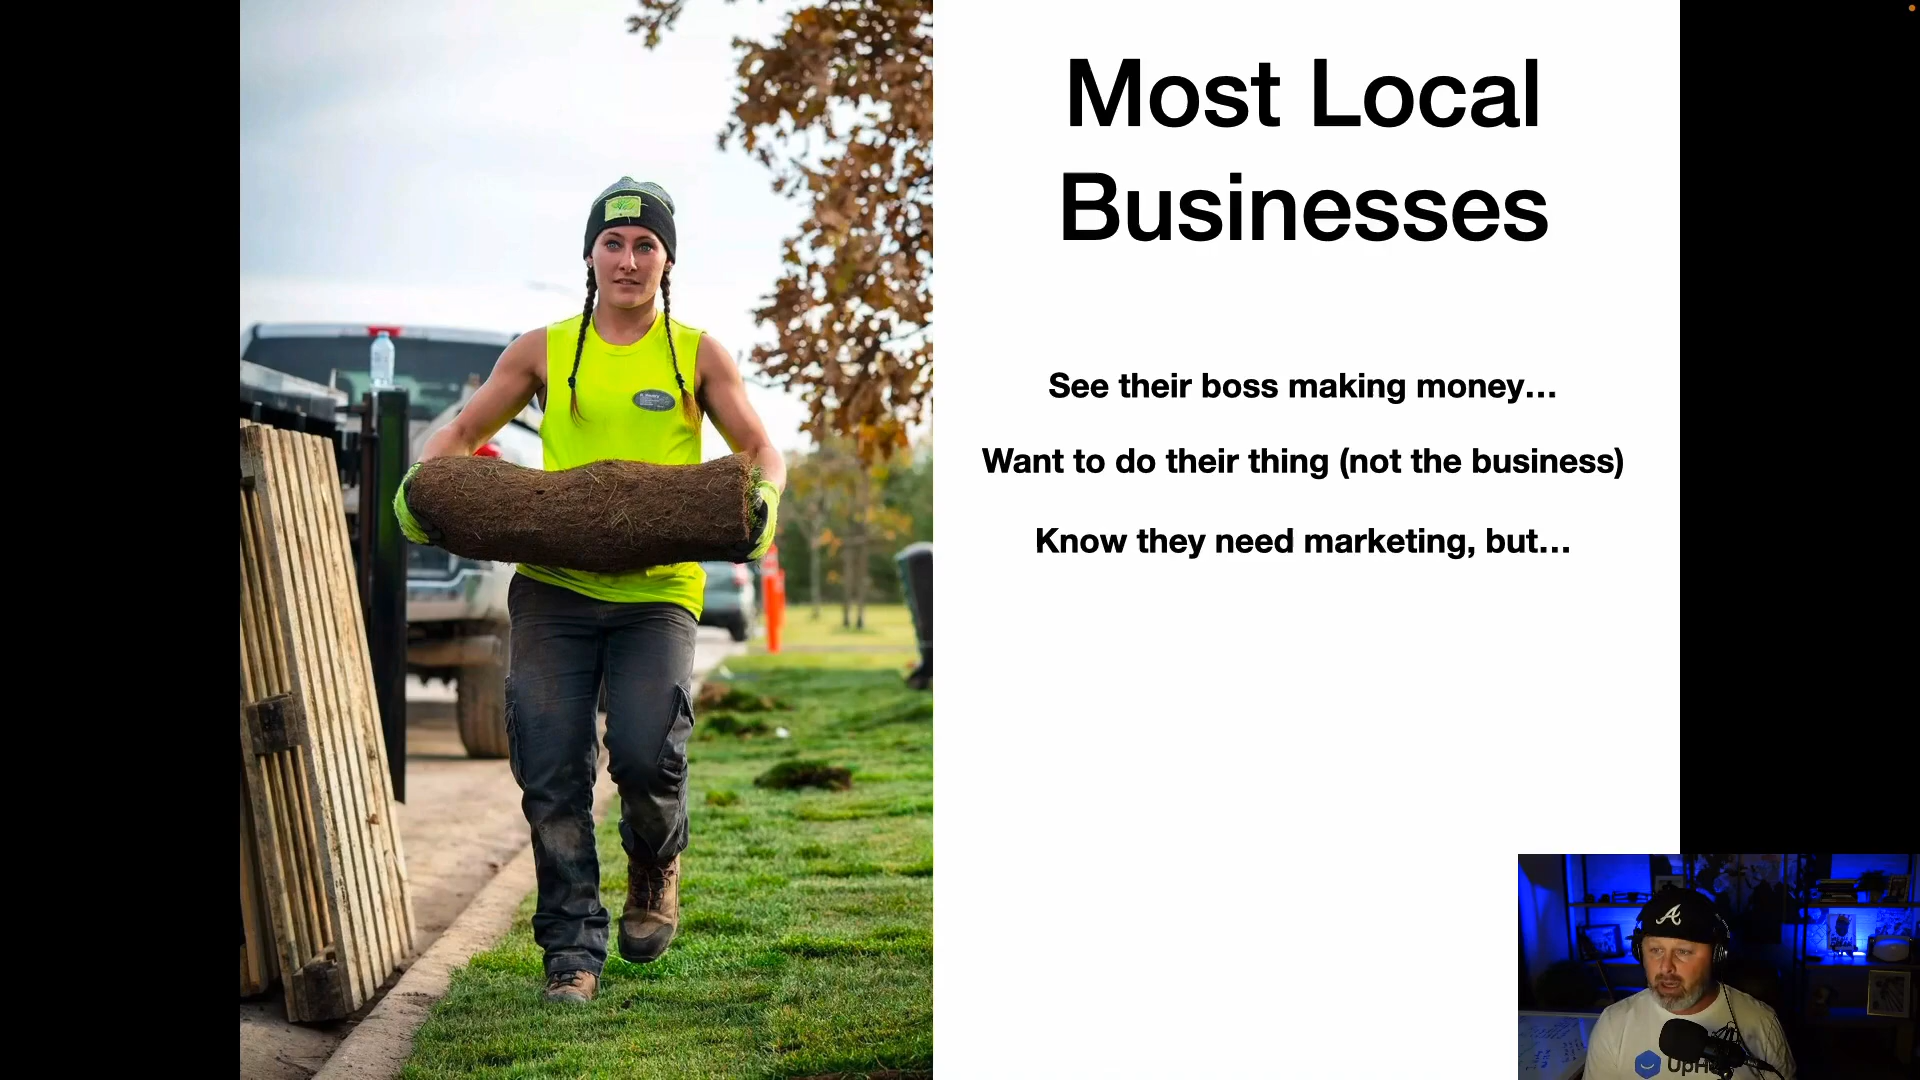 Most Local
Businesses
See their boss making money…
Want to do their thing (not the business)
Know they need marketing, but…
A